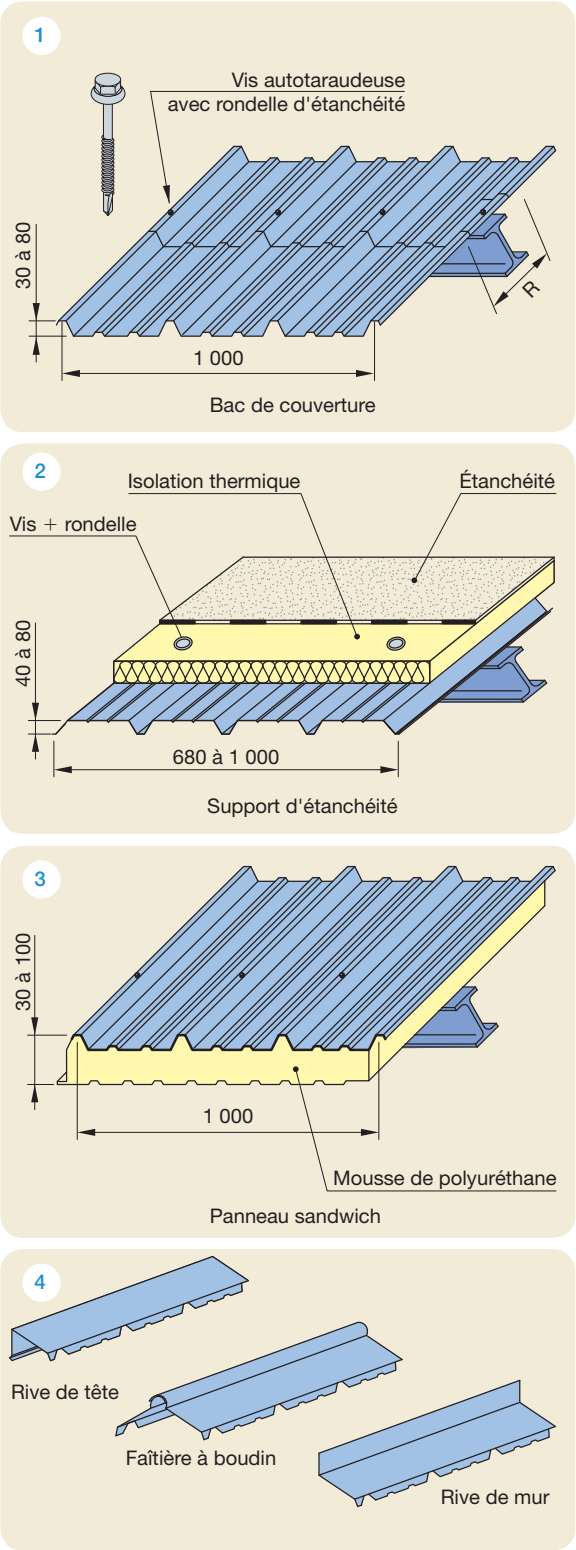 1
Vis autotaraudeuse
avec rondelle d'étanchéité
30 à 80
R
1 000
Bac de couverture
2
Isolation thermique
Étanchéité
Vis + rondelle
40 à 80
680 à 1 000
Support d'étanchéité
3
30 à 100
1 000
Mousse de polyuréthane
Panneau sandwich
4
Rive de tête
Faîtière à boudin
Rive de mur